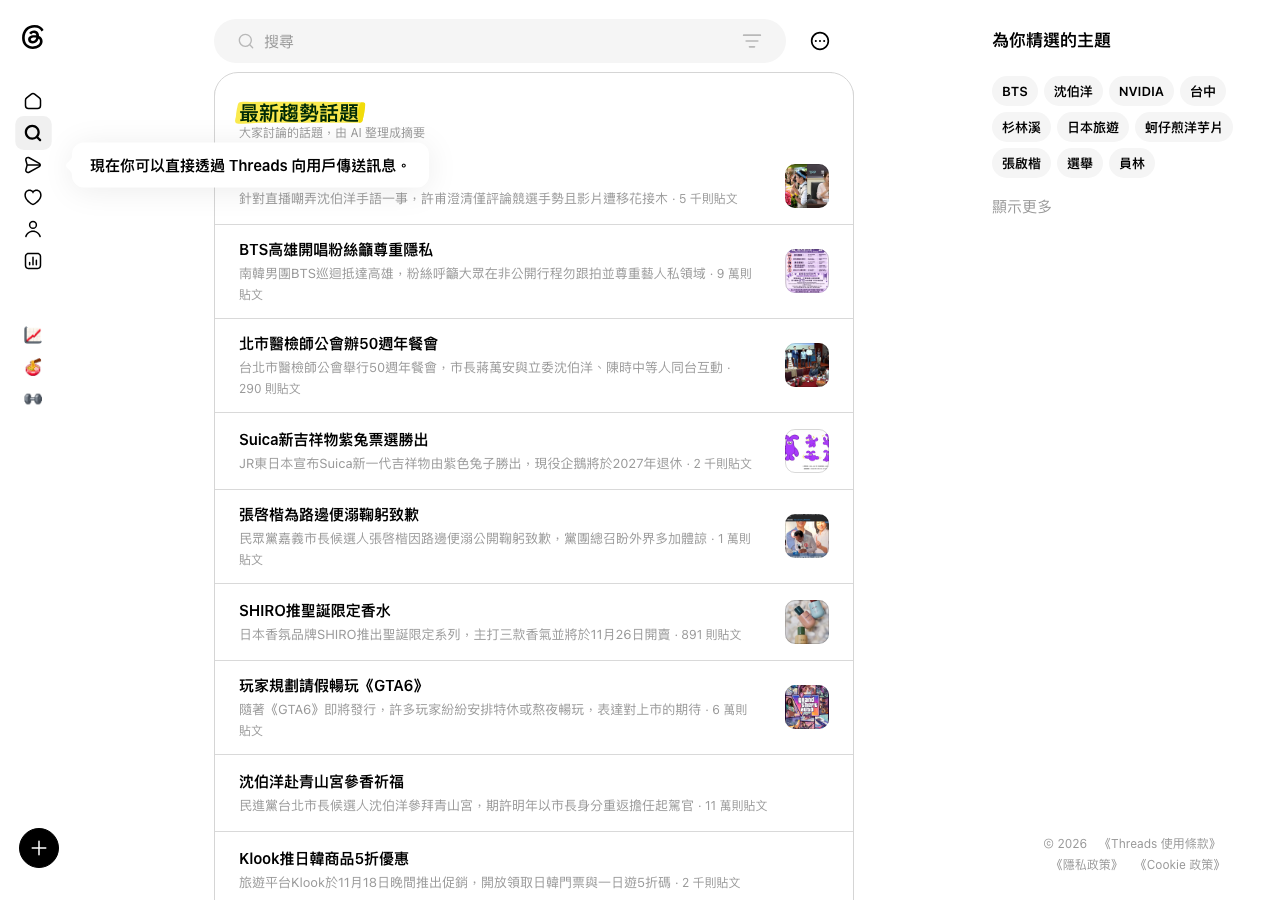 搜尋
最新趨勢話題
大家討論的話題，由 AI 整理成摘要
現在你可以直接透過 Threads 向用戶傳送訊息。
針對直播嘲弄沈伯洋手語一事，許甫澄清僅評論競選手勢且影片遭移花接木 · 5 千則貼文
BTS高雄開唱粉絲籲尊重隱私
南韓男團BTS巡迴抵達高雄，粉絲呼籲大眾在非公開行程勿跟拍並尊重藝人私領域 · 9 萬則
貼文
北市醫檢師公會辦50週年餐會
台北市醫檢師公會舉行50週年餐會，市長蔣萬安與立委沈伯洋、陳時中等人同台互動 ·
290 則貼文
Suica新吉祥物紫兔票選勝出
JR東日本宣布Suica新一代吉祥物由紫色兔子勝出，現役企鵝將於2027年退休 · 2 千則貼文
張啓楷為路邊便溺鞠躬致歉
民眾黨嘉義市長候選人張啓楷因路邊便溺公開鞠躬致歉，黨團總召盼外界多加體諒 · 1 萬則
貼文
SHIRO推聖誕限定香水
日本香氛品牌SHIRO推出聖誕限定系列，主打三款香氣並將於11月26日開賣 · 891 則貼文
玩家規劃請假暢玩《GTA6》
隨著《GTA6》即將發行，許多玩家紛紛安排特休或熬夜暢玩，表達對上市的期待 · 6 萬則
貼文
沈伯洋赴青山宮參香祈福
民進黨台北市長候選人沈伯洋參拜青山宮，期許明年以市長身分重返擔任起駕官 · 11 萬則貼文
Klook推日韓商品5折優惠
旅遊平台Klook於11月18日晚間推出促銷，開放領取日韓門票與一日遊5折碼 · 2 千則貼文
為你精選的主題
BTS
沈伯洋
NVIDIA
台中
杉林溪
日本旅遊
蚵仔煎洋芋片
張啟楷
選舉
員林
顯示更多
© 2026 《Threads 使用條款》
《隱私政策》 《Cookie 政策》